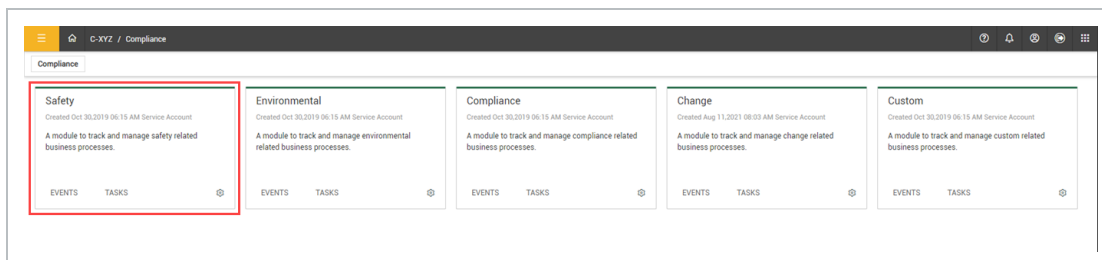 C-XYZ / Compliance
Compliance
Safety
Created Oct 30,2019 06:15 AM Service Account
A module to track and manage safety related
business processes.
EVENTS TASKS
Environmental
Created Oct 30,2019 06:15 AM Service Account
A module to track and manage environmental
related business processes.
EVENTS TASKS
Compliance
Created Oct 30,2019 06:15 AM Service Account
A module to track and manage compliance related
business processes.
EVENTS TASKS
Change
Created Aug 11,2021 08:03 AM Service Account
A module to track and manage change related
business processes.
EVENTS TASKS
Custom
Created Oct 30,2019 06:15 AM Service Account
A module to track and manage custom related
business processes.
EVENTS TASKS